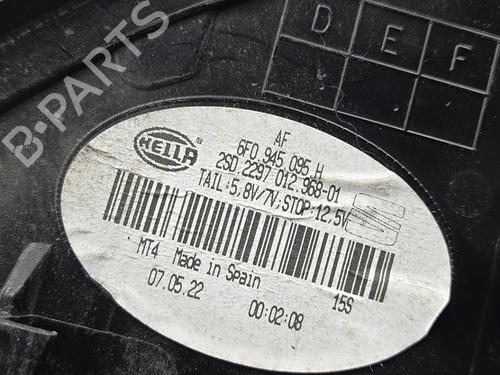 D E F
AF
HELLA
®
6F0.945.095.H
2SD.2297 012.968-01
TAIL:5.8V/7V;STOP:12.5V
MT4 Made in Spain
15S
07.05.22
00:02:08
B-PARTS